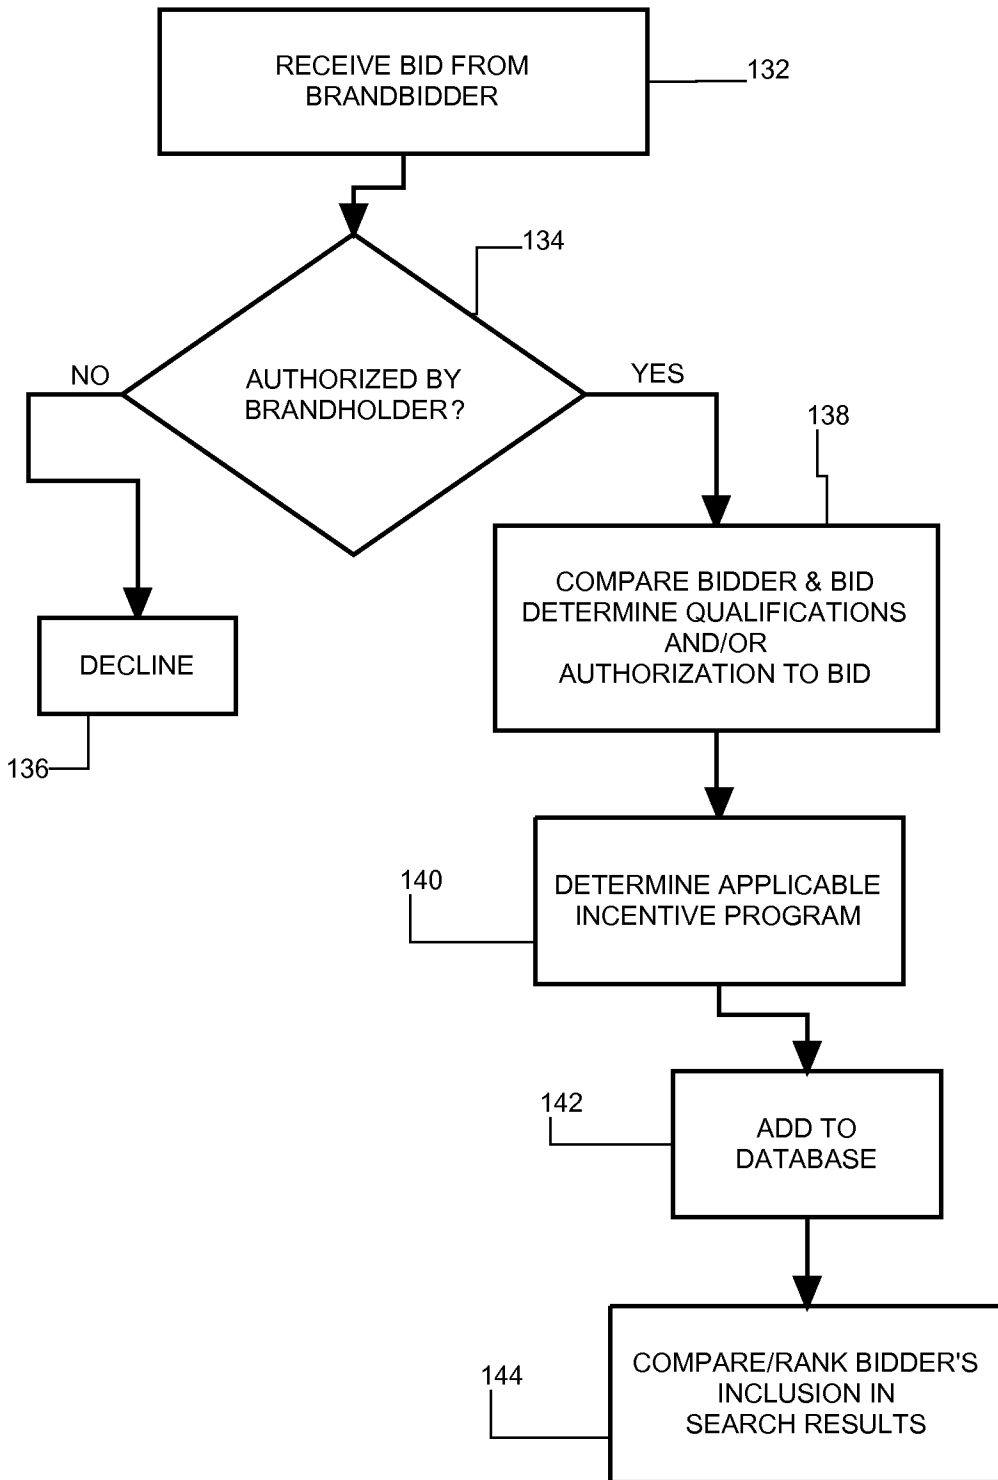 RECEIVE BID FROM
BRANDBIDDER
132
134
NO
AUTHORIZED BY
BRANDHOLDER?
YES
138
COMPARE BIDDER & BID
DETERMINE QUALIFICATIONS
AND/OR
AUTHORIZATION TO BID
DECLINE
136
140
DETERMINE APPLICABLE
INCENTIVE PROGRAM
142
ADD TO
DATABASE
144
COMPARE/RANK BIDDER'S
INCLUSION IN
SEARCH RESULTS